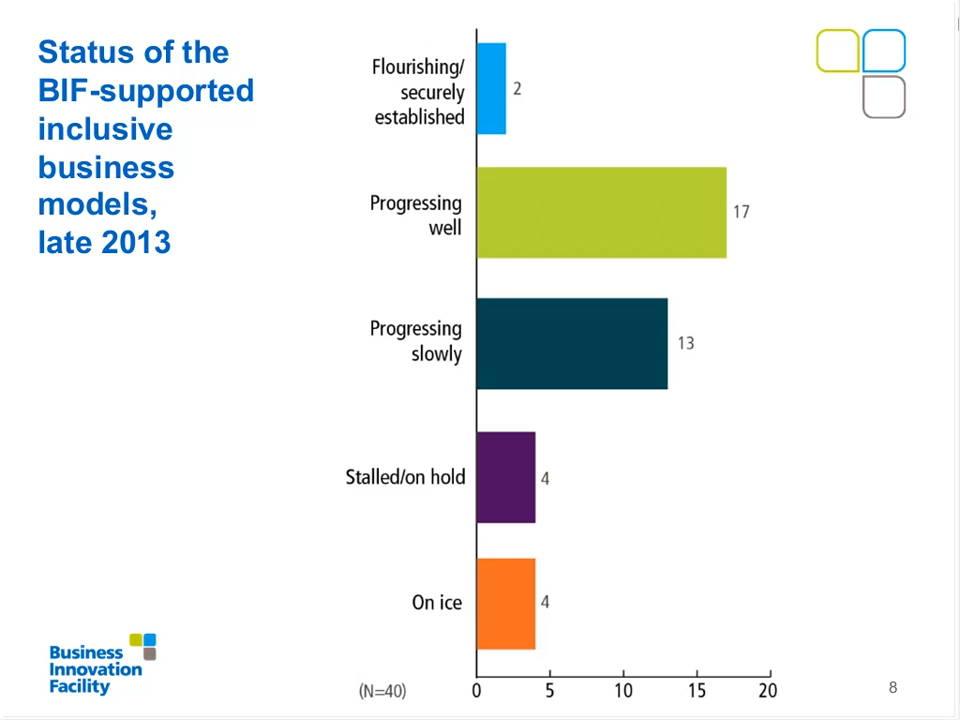 Status of the
BIF-supported
inclusive
business
models,
late 2013
Flourishing/
securely
established
2
Progressing
well
17
Progressing
slowly
13
Stalled/on hold
4
On ice
4
(N=40)
0 5 10 15 20
Business
Innovation
Facility
8